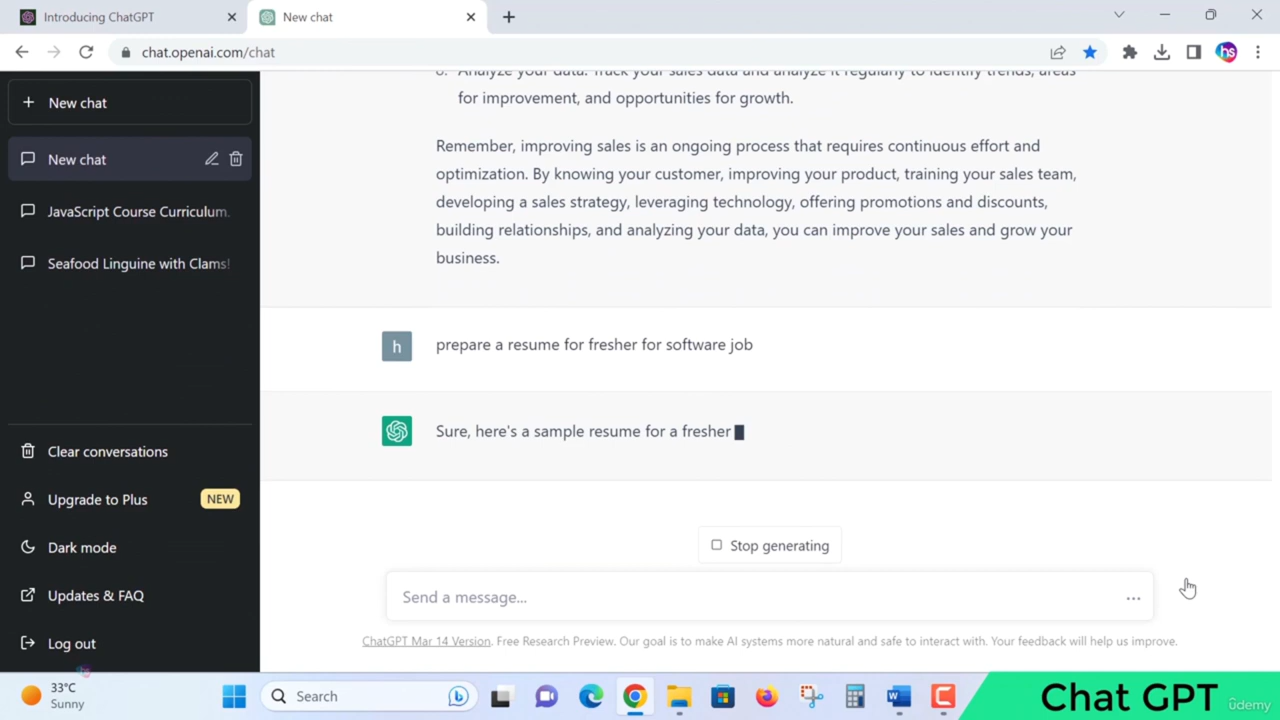 Introducing ChatGPT
New chat
chat.openai.com/chat
hs
New chat
New chat
JavaScript Course Curriculum.
Seafood Linguine with Clams!
Clear conversations
Upgrade to Plus NEW
Dark mode
Updates & FAQ
Log out
8. Analyze your data: Track your sales data and analyze it regularly to identify trends, areas
for improvement, and opportunities for growth.
Remember, improving sales is an ongoing process that requires continuous effort and
optimization. By knowing your customer, improving your product, training your sales team,
developing a sales strategy, leveraging technology, offering promotions and discounts,
building relationships, and analyzing your data, you can improve your sales and grow your
business.
h
prepare a resume for fresher for software job
Sure, here's a sample resume for a fresher
Stop generating
Send a message...
ChatGPT Mar 14 Version. Free Research Preview. Our goal is to make AI systems more natural and safe to interact with. Your feedback will help us improve.
33°C
Sunny
Search
Chat GPT
ûdemy